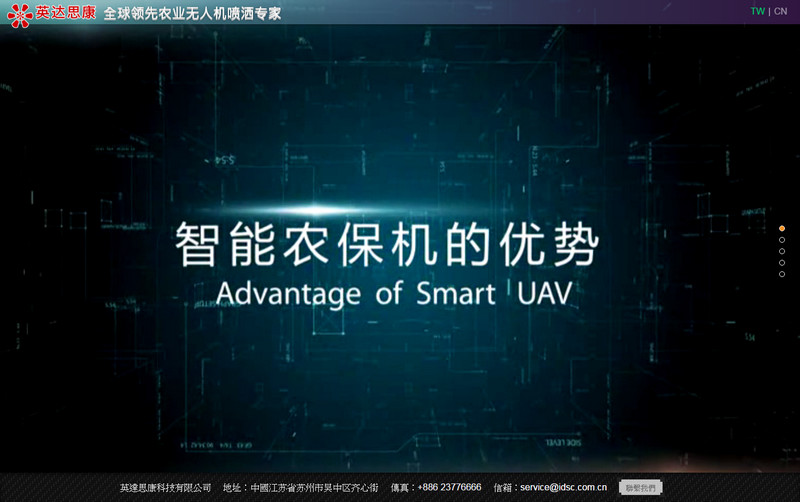 英达思康 全球领先农业无人机喷洒专家
TW | CN
智能农保机的优势
Advantage of Smart UAV
英達思康科技有限公司 地址：中國江苏省苏州市吴中区齐心街 傳真：+886 23776666 信箱：service@idsc.com.cn 聯繫我們